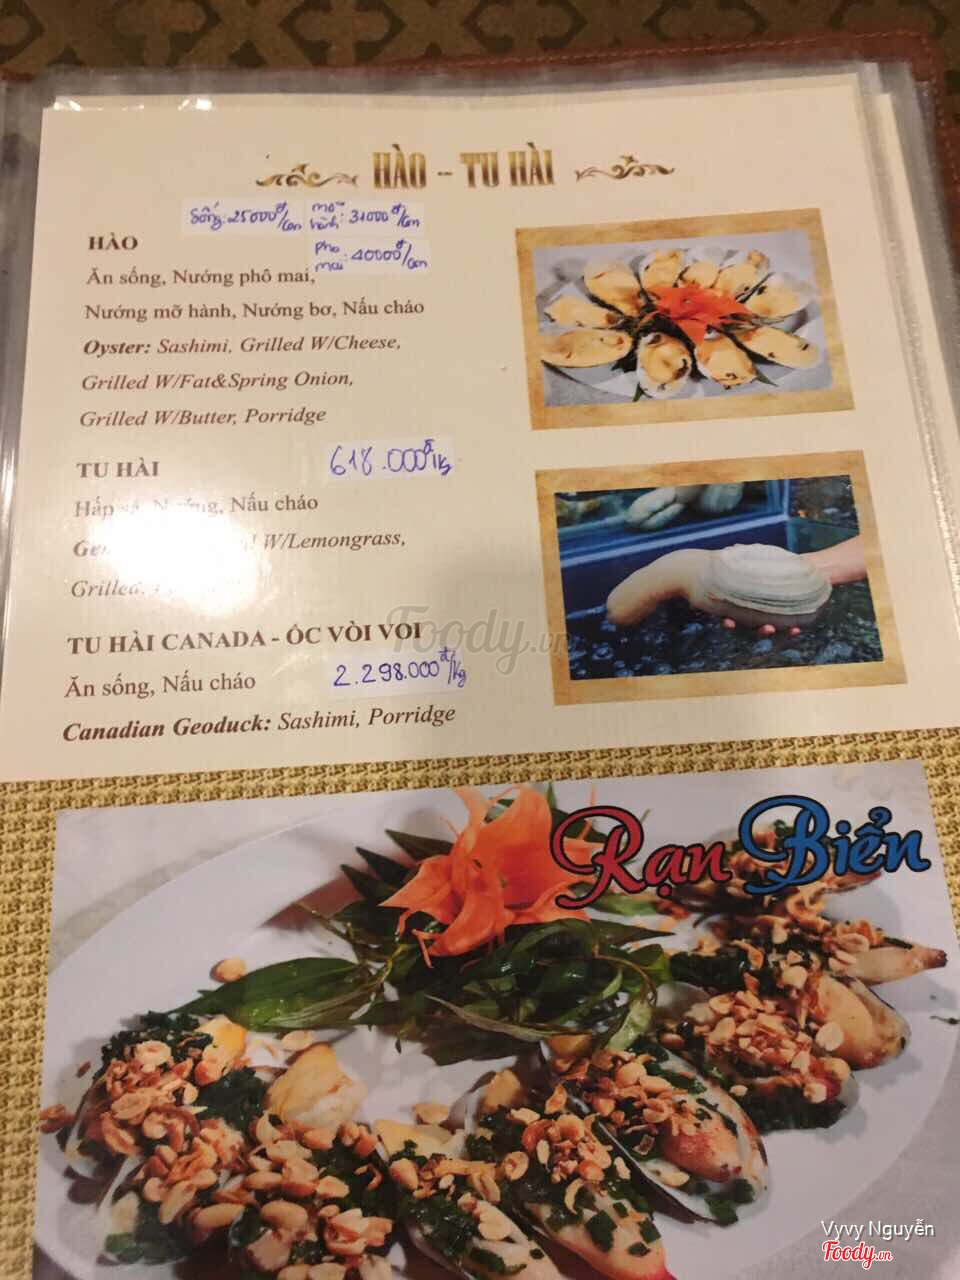 HÀO - TU HÀI
Sống: 25000đ/con
mỡ hành: 31000đ/con
HÀO
pho mai: 40000đ/con
Ăn sống, Nướng phô mai,
Nướng mỡ hành, Nướng bơ, Nấu cháo
Oyster: Sashimi, Grilled W/Cheese,
Grilled W/Fat&Spring Onion,
Grilled W/Butter, Porridge
TU HÀI
618.000đ/kg
Hấp Nướng, Nấu cháo
W/Lemongrass,
TU HÀI CANADA - ỐC VÒI VOI
Ăn sống, Nấu cháo
2.298.000đ/kg
Canadian Geoduck: Sashimi, Porridge
Foody.vn
Rạn Biển
Vyvy Nguyễn
Foody.vn